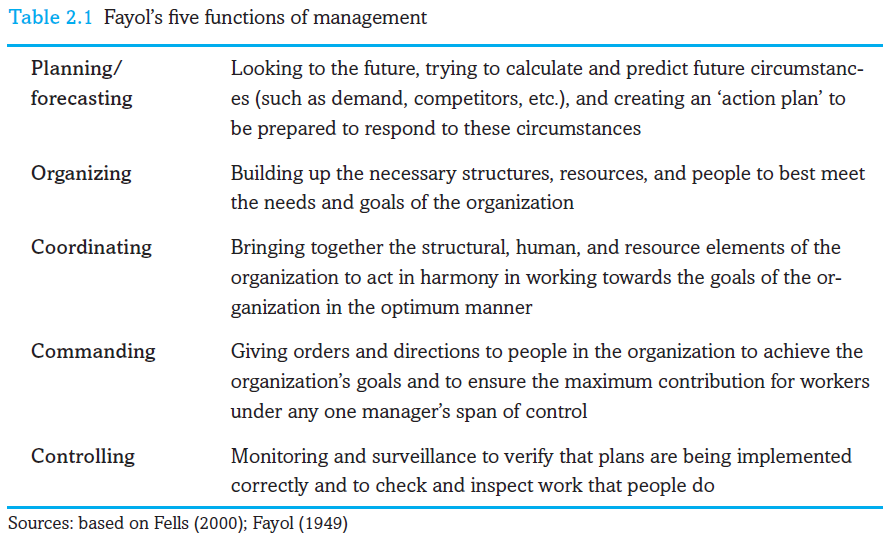 Table 2.1 Fayol’s five functions of management
Planning/ Looking to the future, trying to calculate and predict future circumstanc-
forecasting es (such as demand, competitors, etc.), and creating an ‘action plan’ to
be prepared to respond to these circumstances
Organizing Building up the necessary structures, resources, and people to best meet
the needs and goals of the organization
Coordinating Bringing together the structural, human, and resource elements of the
organization to act in harmony in working towards the goals of the or-
ganization in the optimum manner
Commanding Giving orders and directions to people in the organization to achieve the
organization’s goals and to ensure the maximum contribution for workers
under any one manager’s span of control
Controlling Monitoring and surveillance to verify that plans are being implemented
correctly and to check and inspect work that people do
Sources: based on Fells (2000); Fayol (1949)